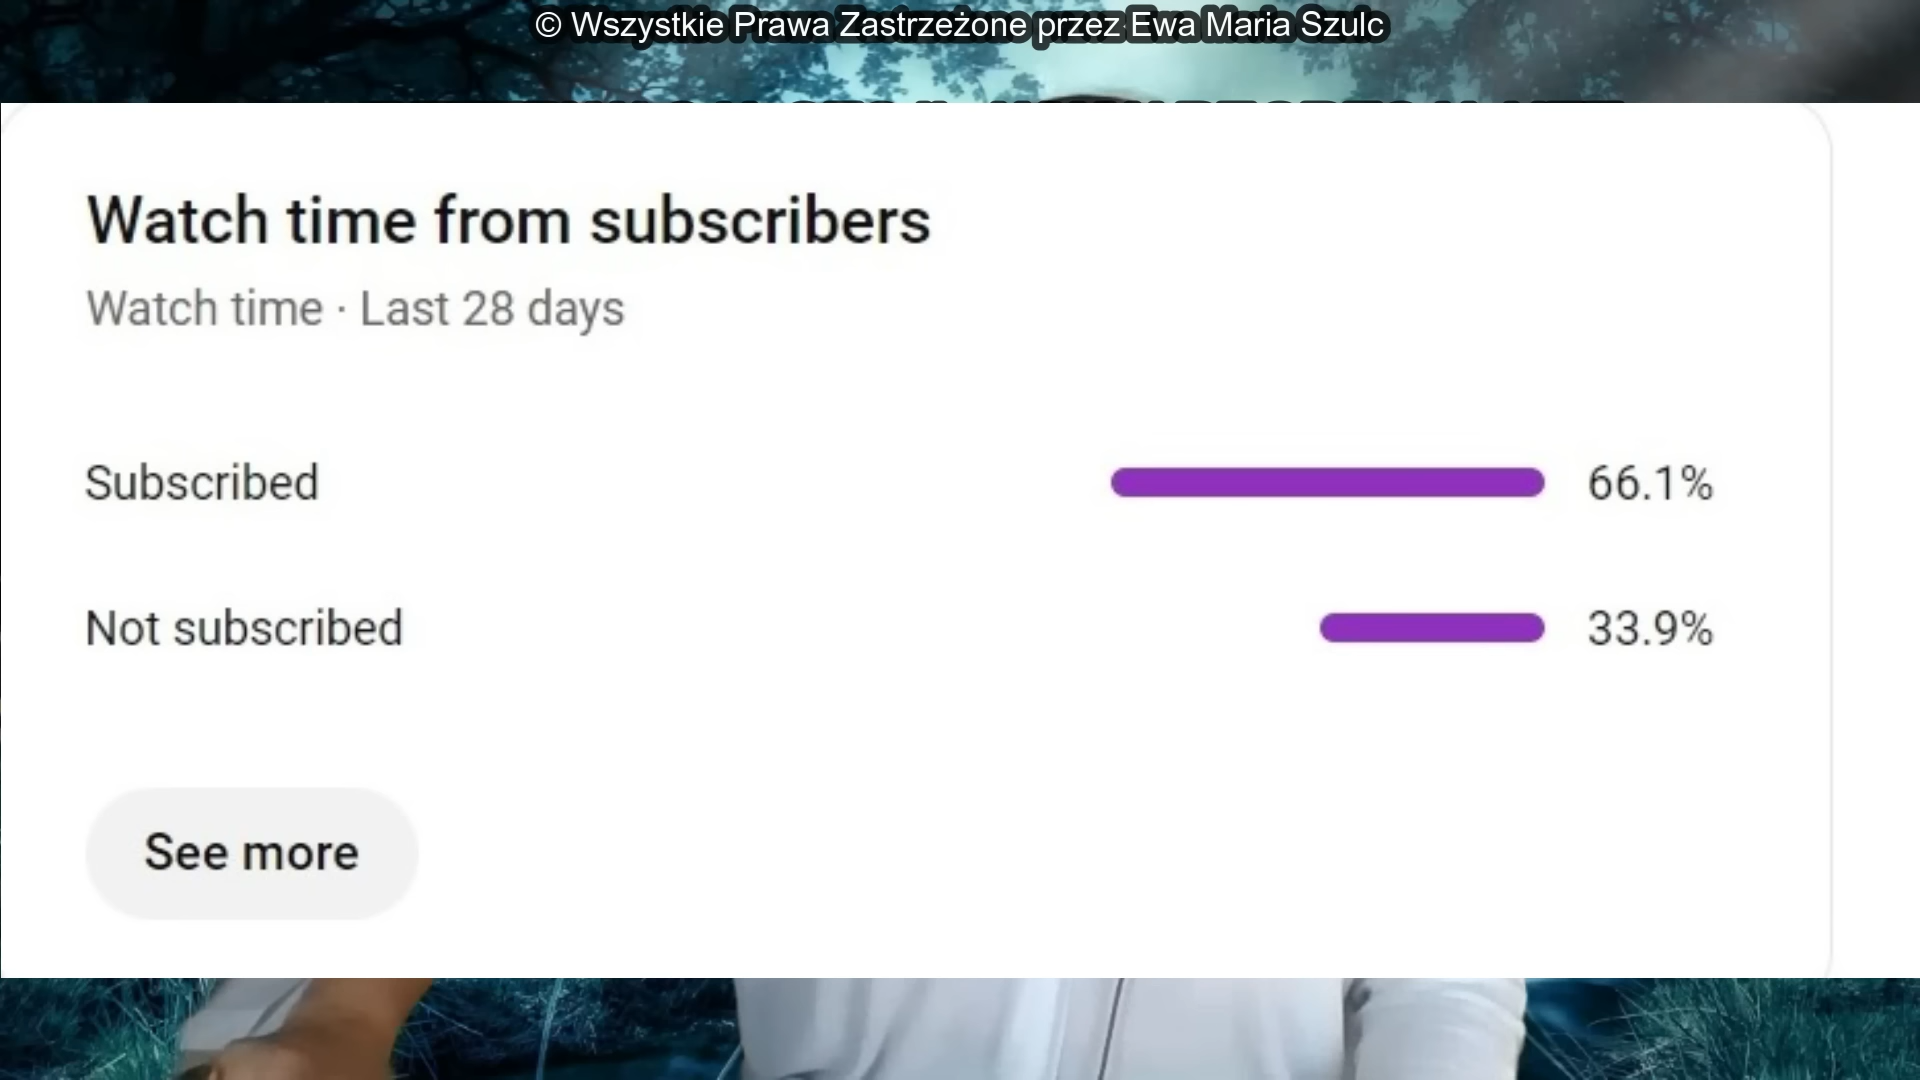 © Wszystkie Prawa Zastrzeżone przez Ewa Maria Szulc
Watch time from subscribers
Watch time · Last 28 days
Subscribed 66.1%
Not subscribed 33.9%
See more